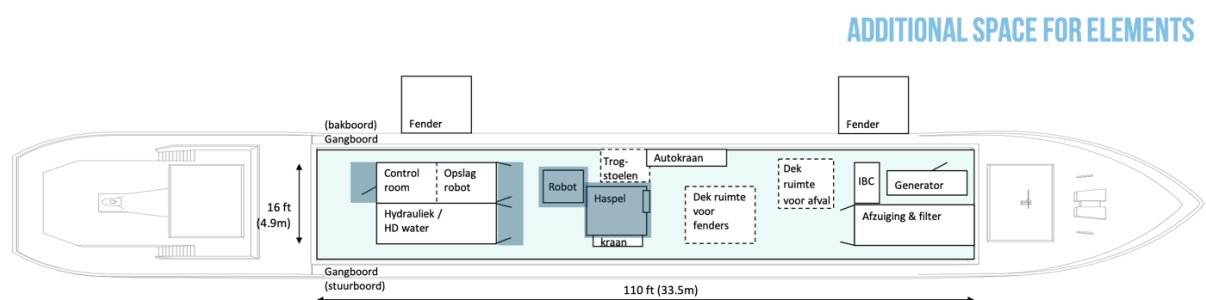 ADDITIONAL SPACE FOR ELEMENTS
Fender
Fender
(bakboord)
Gangboord
Control
room
Opslag
robot
Hydrauliek /
HD water
16 ft
(4.9m)
Robot
Trog-
stoelen
Autokraan
Haspel
kraan
Dek ruimte
voor
fenders
Dek
ruimte
voor afval
IBC
Generator
Afzuiging & filter
Gangboord
(stuurboord)
110 ft (33.5m)